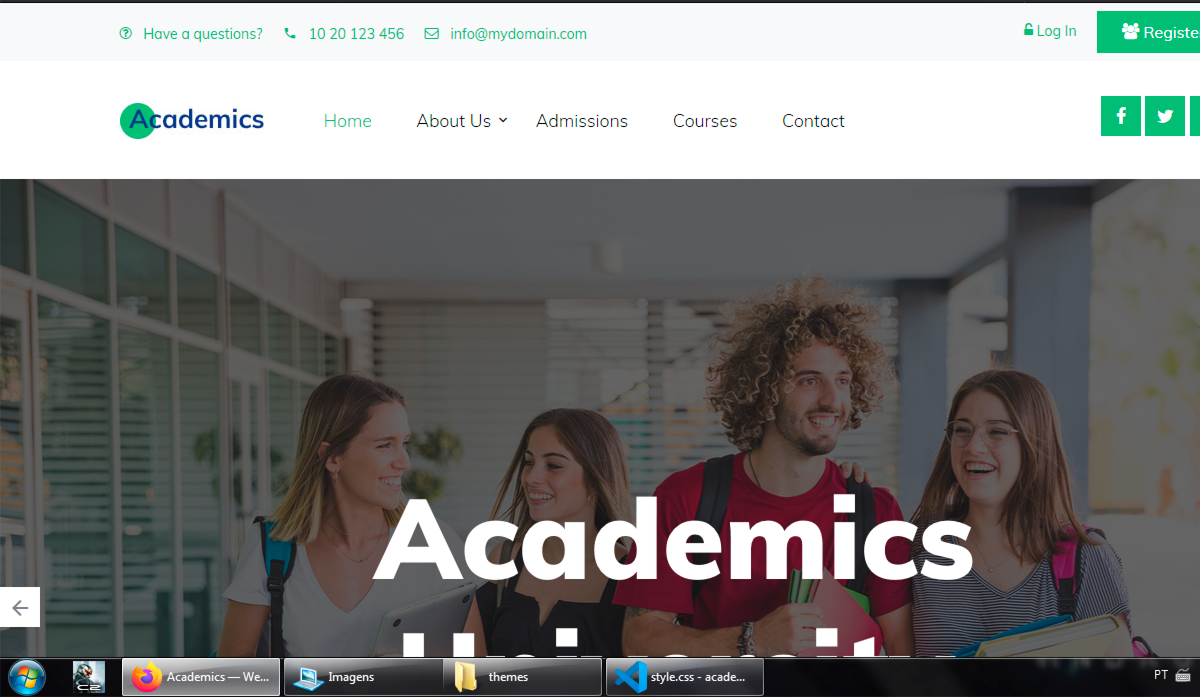 Have a questions? 10 20 123 456 info@mydomain.com Log In Registe
Academics Home About Us Admissions Courses Contact
Academics
University
Academics — We... Imagens themes style.css - acade... PT